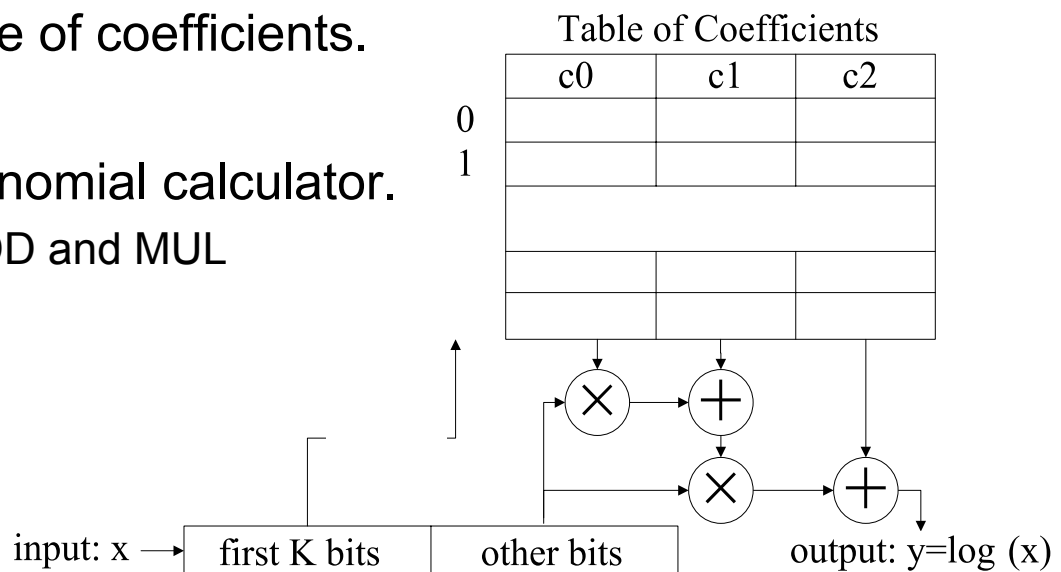 e of coefficients.
nomial calculator.
D and MUL
Table of Coefficients
c0 c1 c2
0
1
× +
× +
input: x first K bits other bits output: y=log (x)